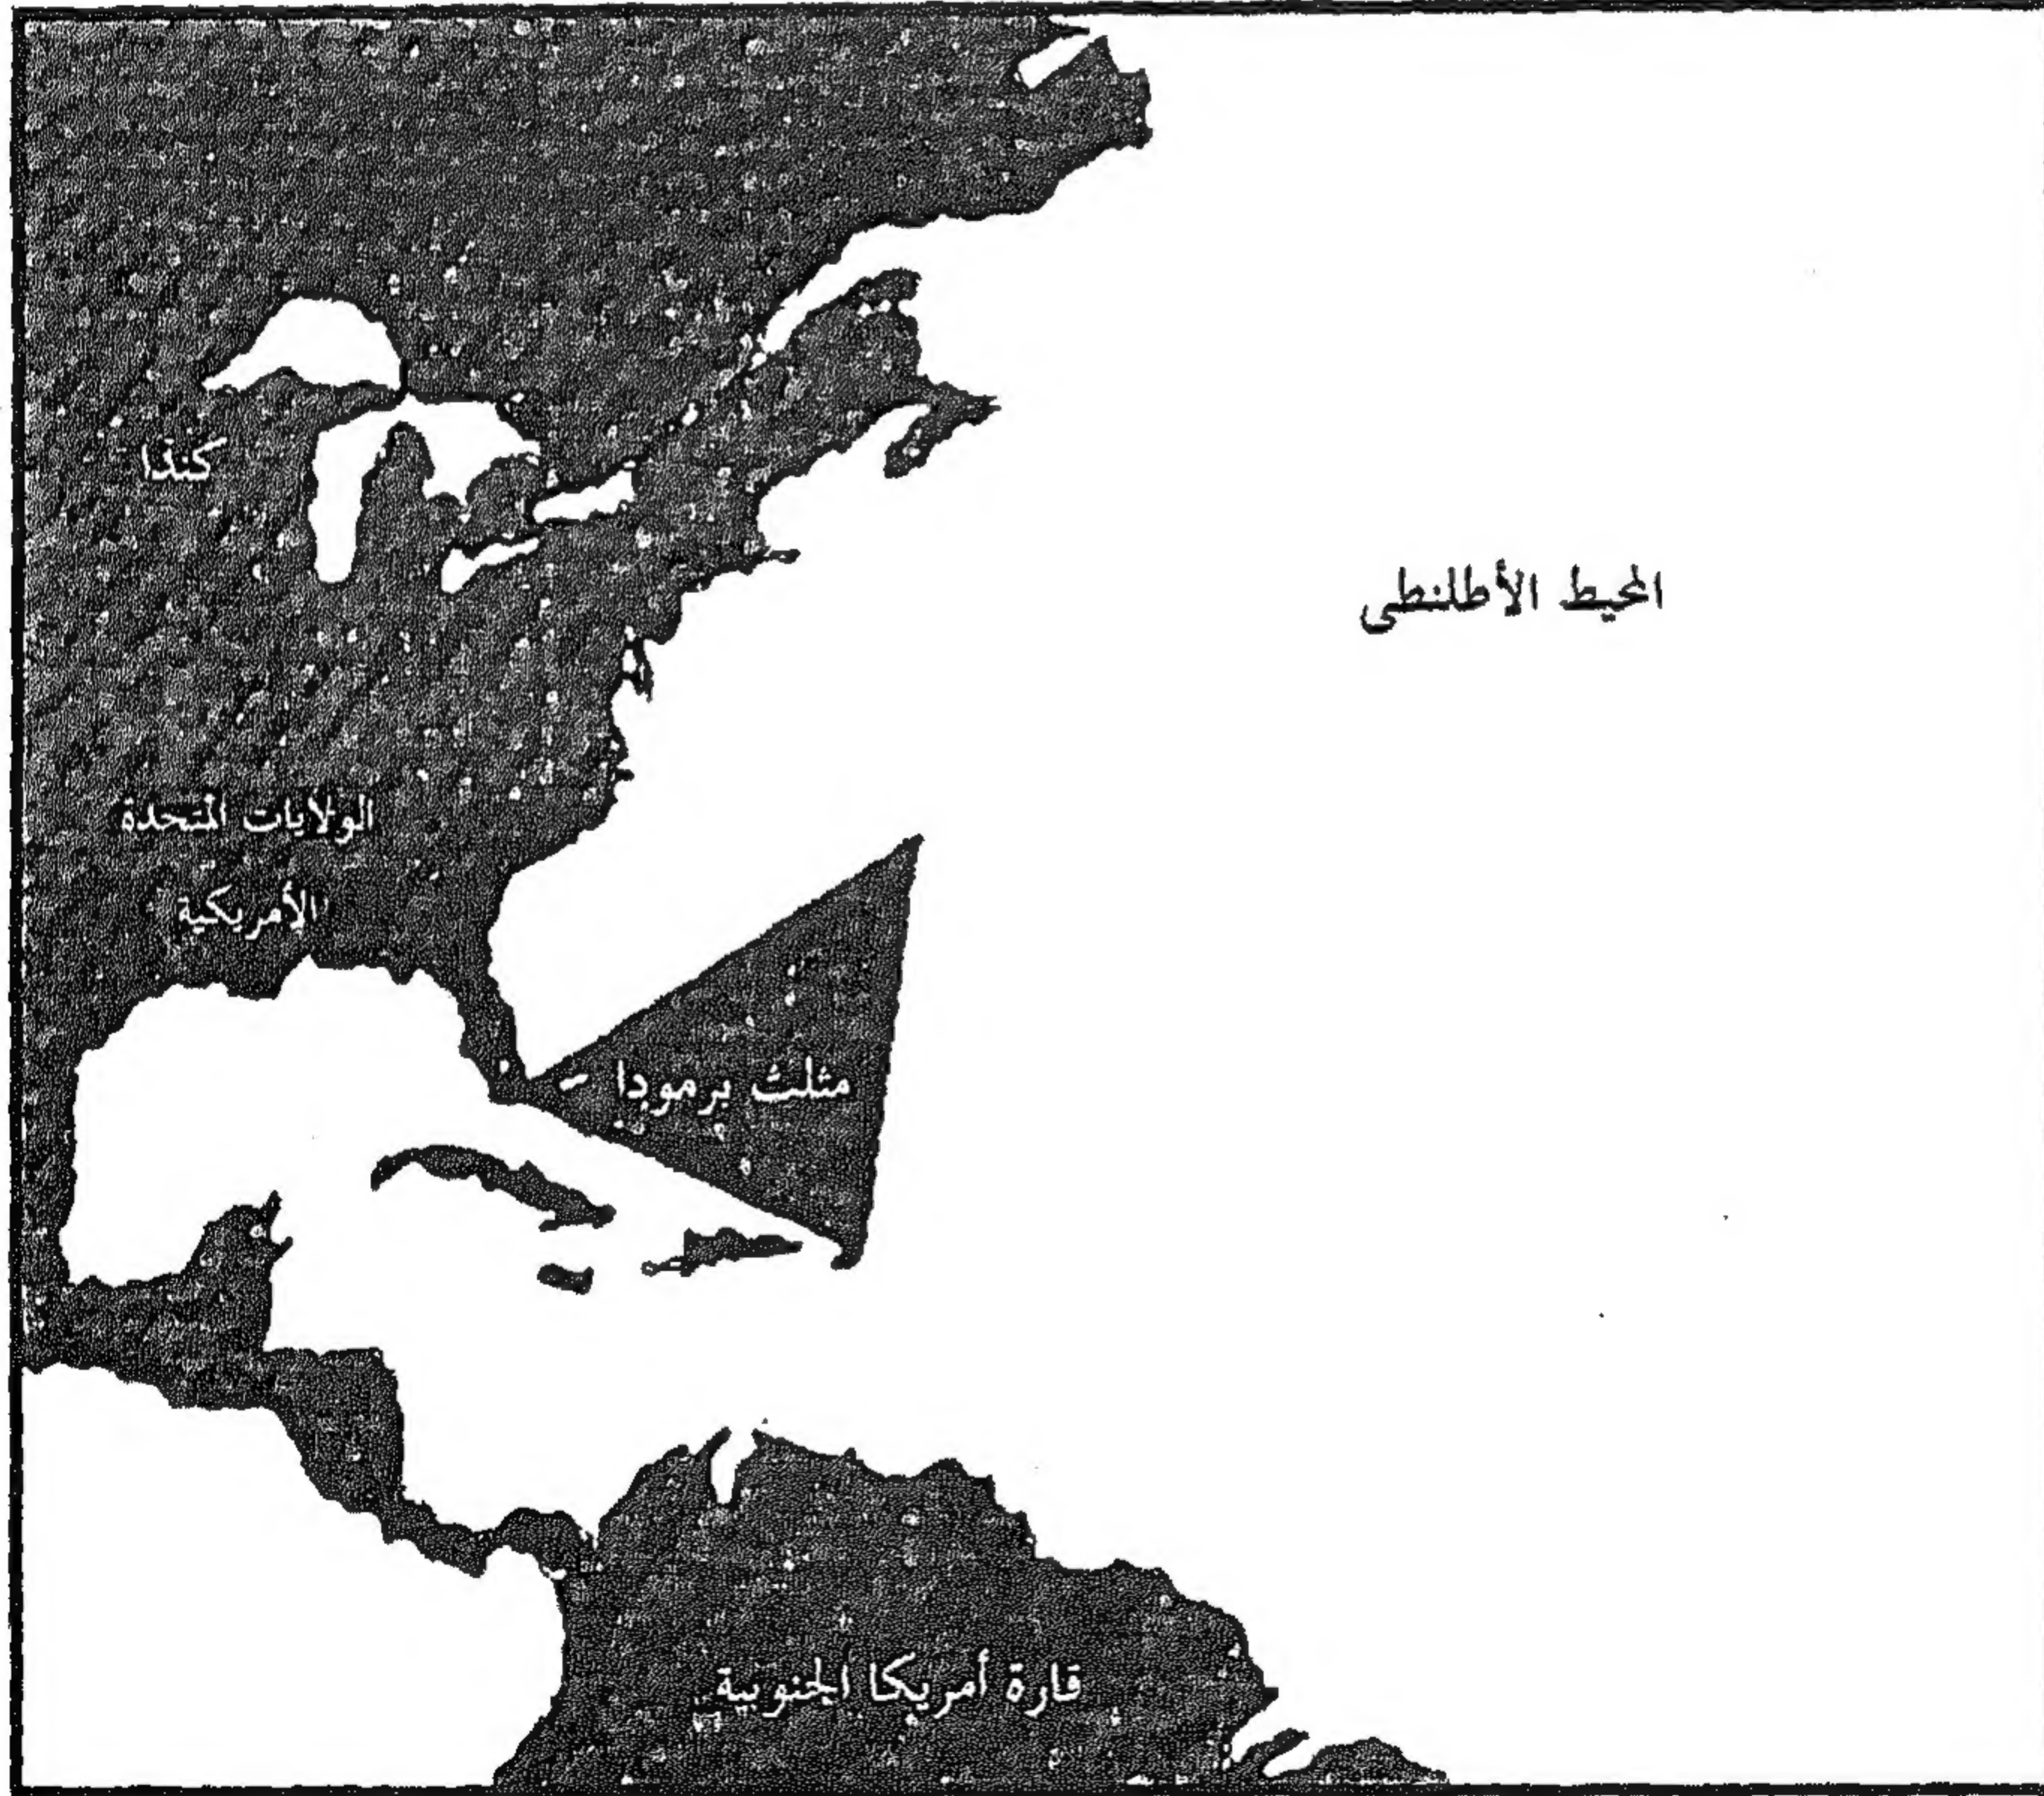 كندا
المحيط الأطلنطى
الولايات المتحدة
الأمريكية
مثلث برمودا
قارة أمريكا الجنوبية